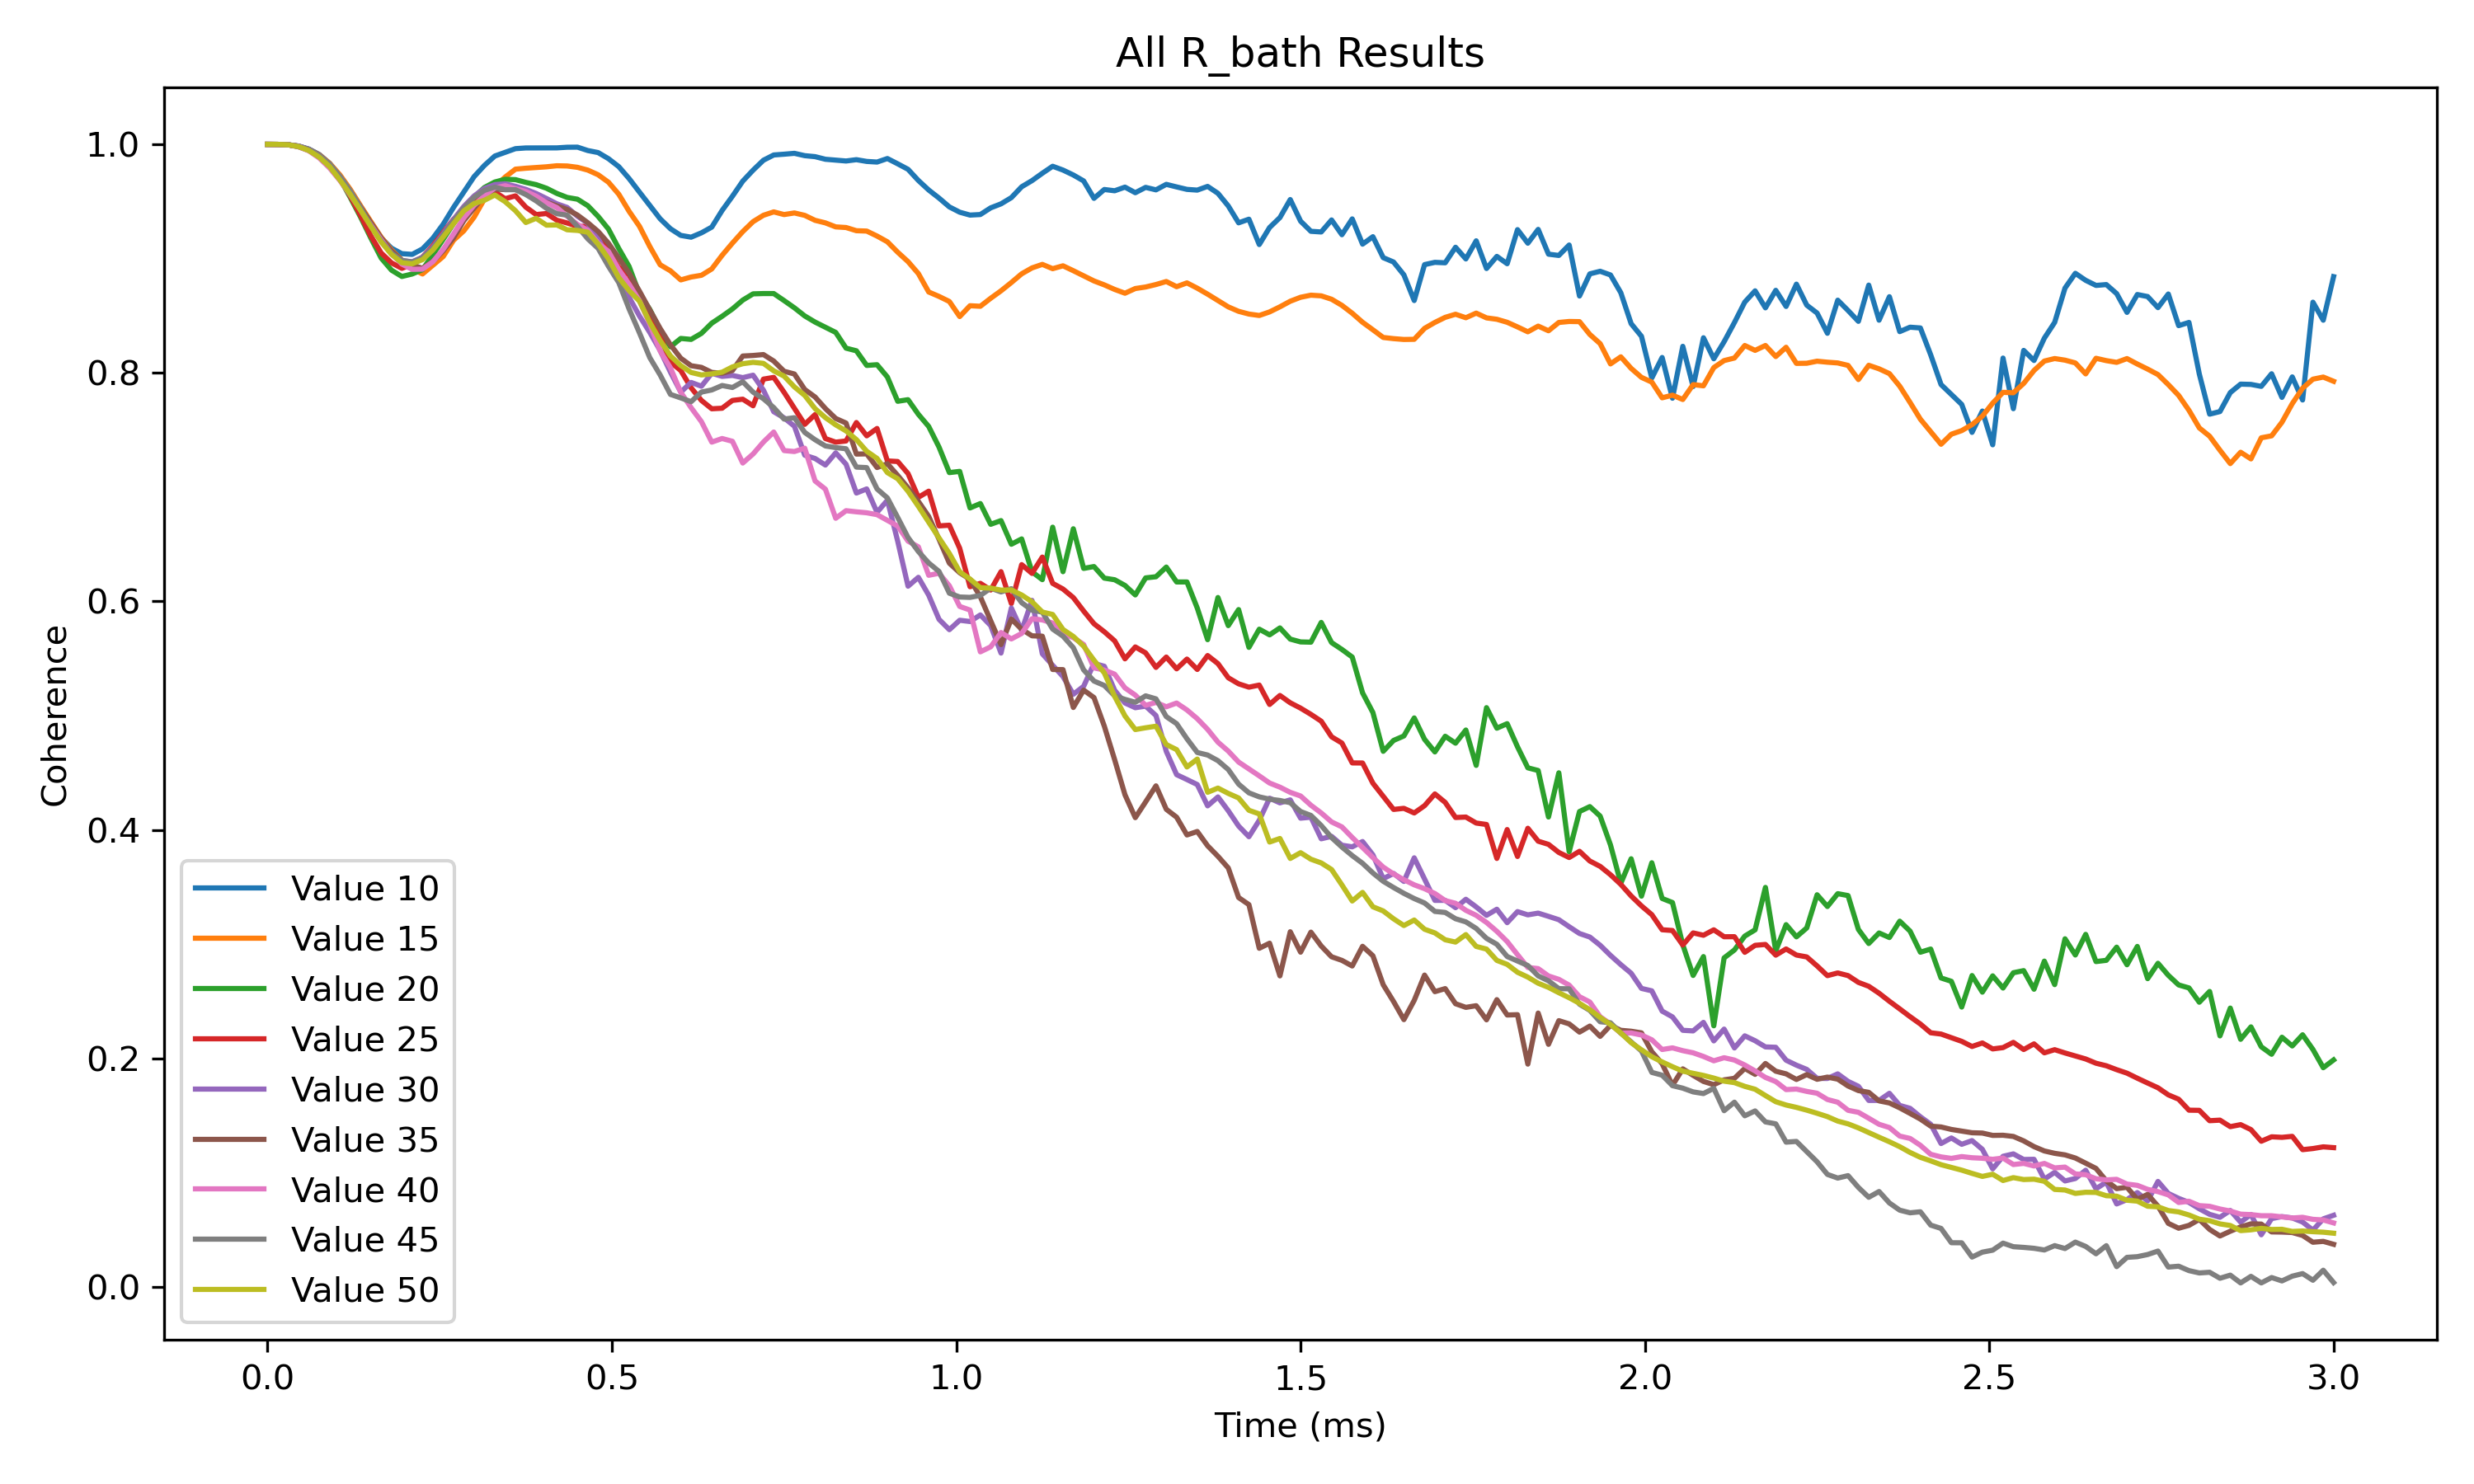 All R_bath Results
1.0
0.8
0.6
0.4
0.2
0.0
Coherence
Value 10
Value 15
Value 20
Value 25
Value 30
Value 35
Value 40
Value 45
Value 50
0.0 0.5 1.0 1.5 2.0 2.5 3.0
Time (ms)